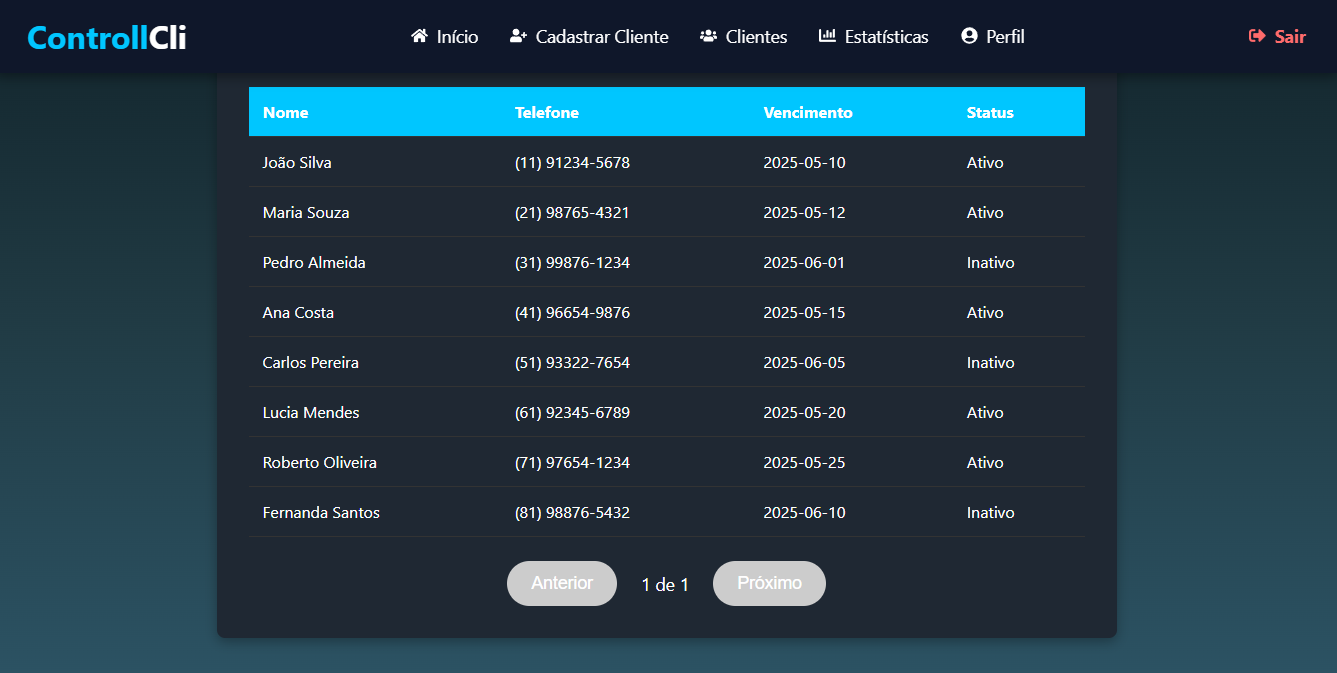 ControllCli Início Cadastrar Cliente Clientes Estatísticas Perfil Sair
Nome Telefone Vencimento Status
João Silva (11) 91234-5678 2025-05-10 Ativo
Maria Souza (21) 98765-4321 2025-05-12 Ativo
Pedro Almeida (31) 99876-1234 2025-06-01 Inativo
Ana Costa (41) 96654-9876 2025-05-15 Ativo
Carlos Pereira (51) 93322-7654 2025-06-05 Inativo
Lucia Mendes (61) 92345-6789 2025-05-20 Ativo
Roberto Oliveira (71) 97654-1234 2025-05-25 Ativo
Fernanda Santos (81) 98876-5432 2025-06-10 Inativo
Anterior 1 de 1 Próximo